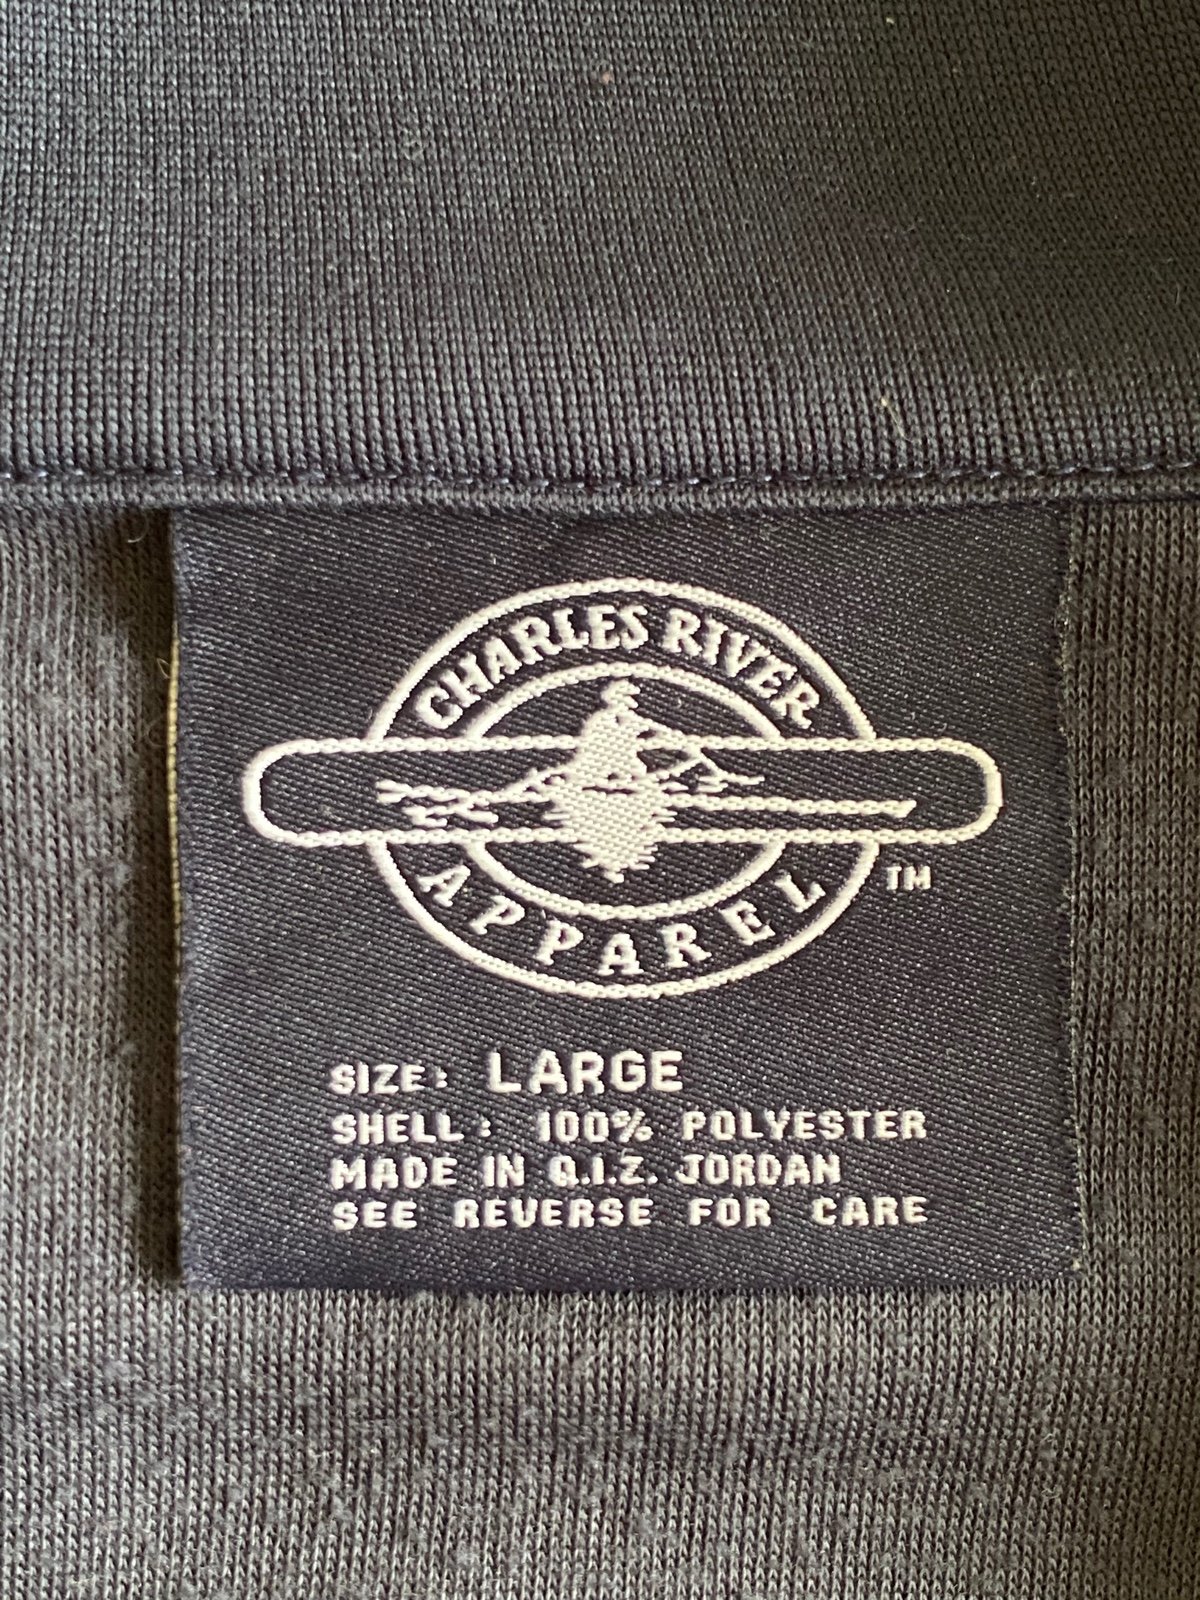 CHARLES RIVER
APPAREL
TM
SIZE: LARGE
SHELL: 100% POLYESTER
MADE IN Q.I.Z. JORDAN
SEE REVERSE FOR CARE